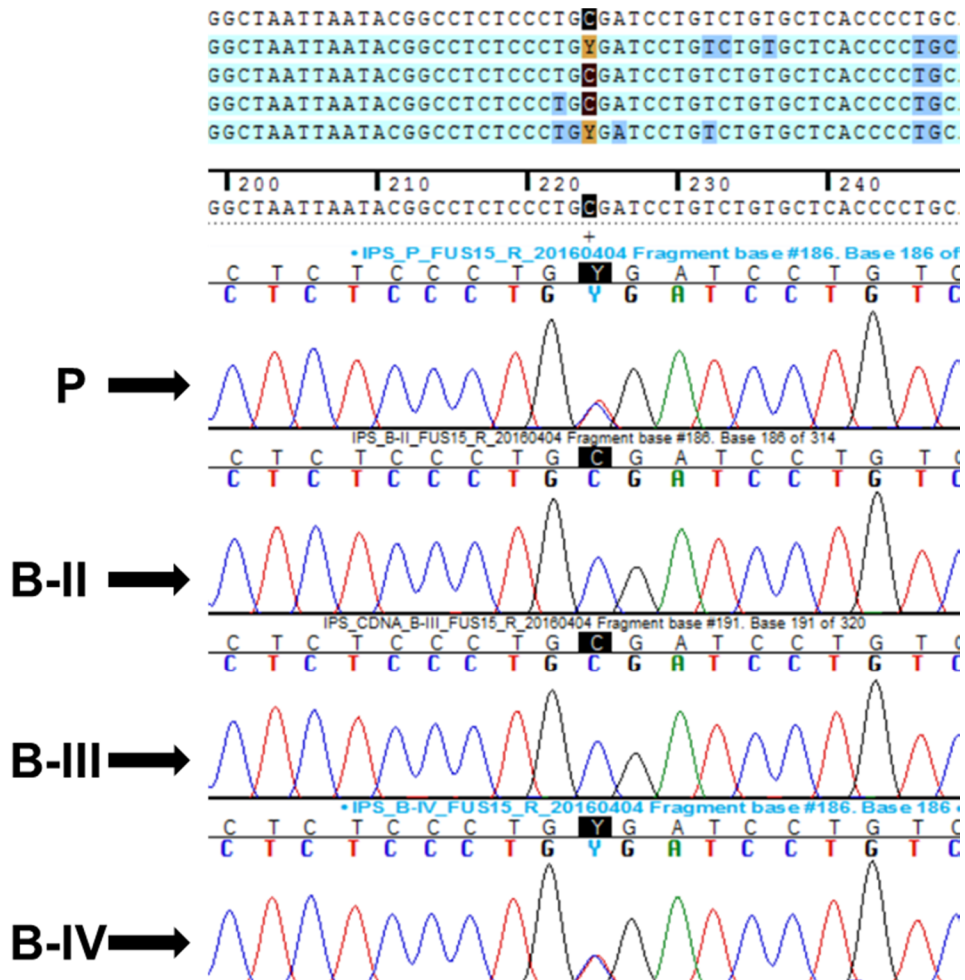 GGCTAATTAATACGGCCTCTCCCTGCGATCCTGTCTGTGCTCACCCCTGC
GGCTAATTAATACGGCCTCTCCCTGYGATCCTGTCTGTGCTCACCCCTGC
GGCTAATTAATACGGCCTCTCCCTGCGATCCTGTCTGTGCTCACCCCTGC
GGCTAATTAATACGGCCTCTCCCTGCGATCCTGTCTGTGCTCACCCCTGC
GGCTAATTAATACGGCCTCTCCCTGYGATCCTGTCTGTGCTCACCCCTGC
200 210 220 230 240
GGCTAATTAATACGGCCTCTCCCTGCGATCCTGTCTGTGCTCACCCCTGC
+
•IPS_P_FUS15_R_20160404 Fragment base #186. Base 186 of
C T C T C C C T G Y G A T C C T G T C
C T C T C C C T G Y G A T C C T G T C
P
IPS_B-II_FUS15_R_20160404 Fragment base #186. Base 186 of 314
C T C T C C C T G C G A T C C T G T C
C T C T C C C T G C G A T C C T G T C
B-II
IPS_CDNA_B-III_FUS15_R_20160404 Fragment base #191. Base 191 of 320
C T C T C C C T G C G A T C C T G T C
C T C T C C C T G C G A T C C T G T C
B-III
•IPS_B-IV_FUS15_R_20160404 Fragment base #186. Base 186
C T C T C C C T G Y G A T C C T G T C
C T C T C C C T G Y G A T C C T G T C
B-IV